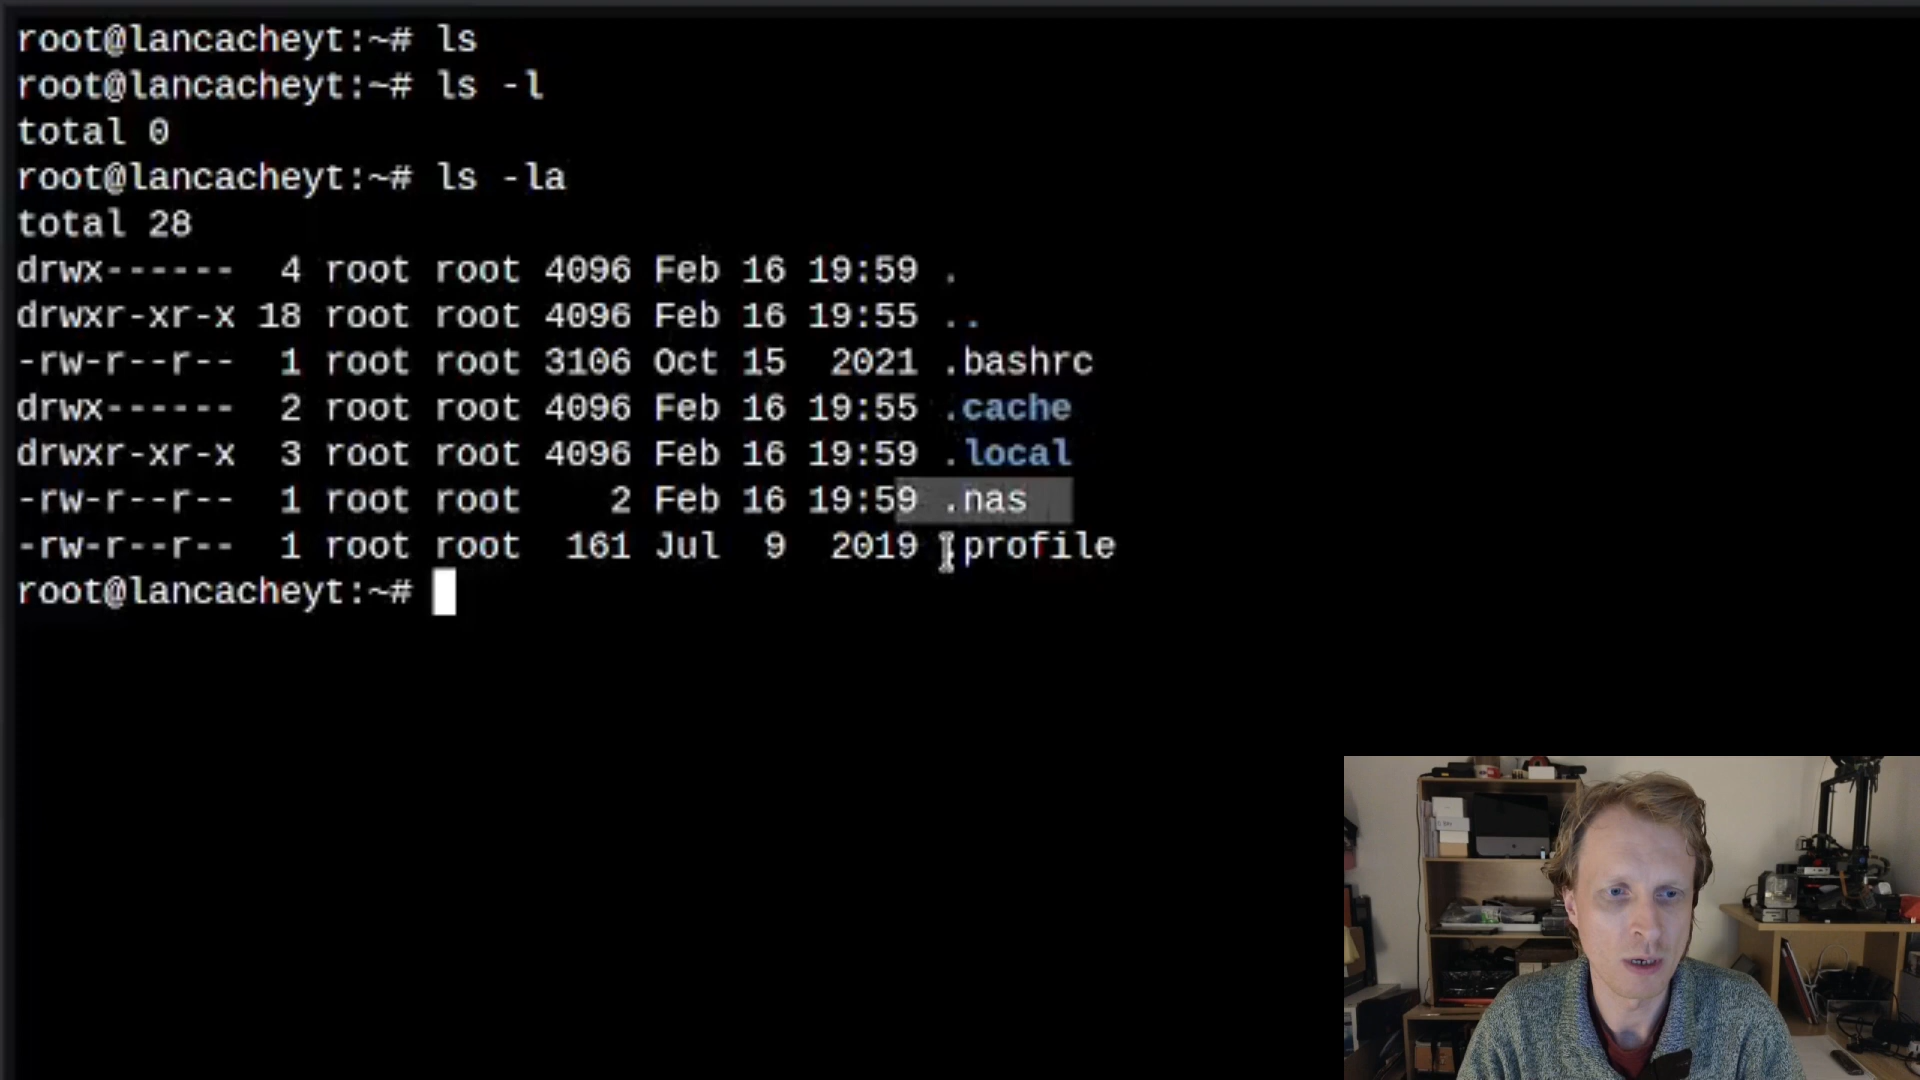 root@lancacheyt:~# ls
root@lancacheyt:~# ls -l
total 0
root@lancacheyt:~# ls -la
total 28
drwx------  4 root root 4096 Feb 16 19:59 .
drwxr-xr-x 18 root root 4096 Feb 16 19:55 ..
-rw-r--r--  1 root root 3106 Oct 15  2021 .bashrc
drwx------  2 root root 4096 Feb 16 19:55 .cache
drwxr-xr-x  3 root root 4096 Feb 16 19:59 .local
-rw-r--r--  1 root root    2 Feb 16 19:59 .nas
-rw-r--r--  1 root root  161 Jul  9  2019 .profile
root@lancacheyt:~#